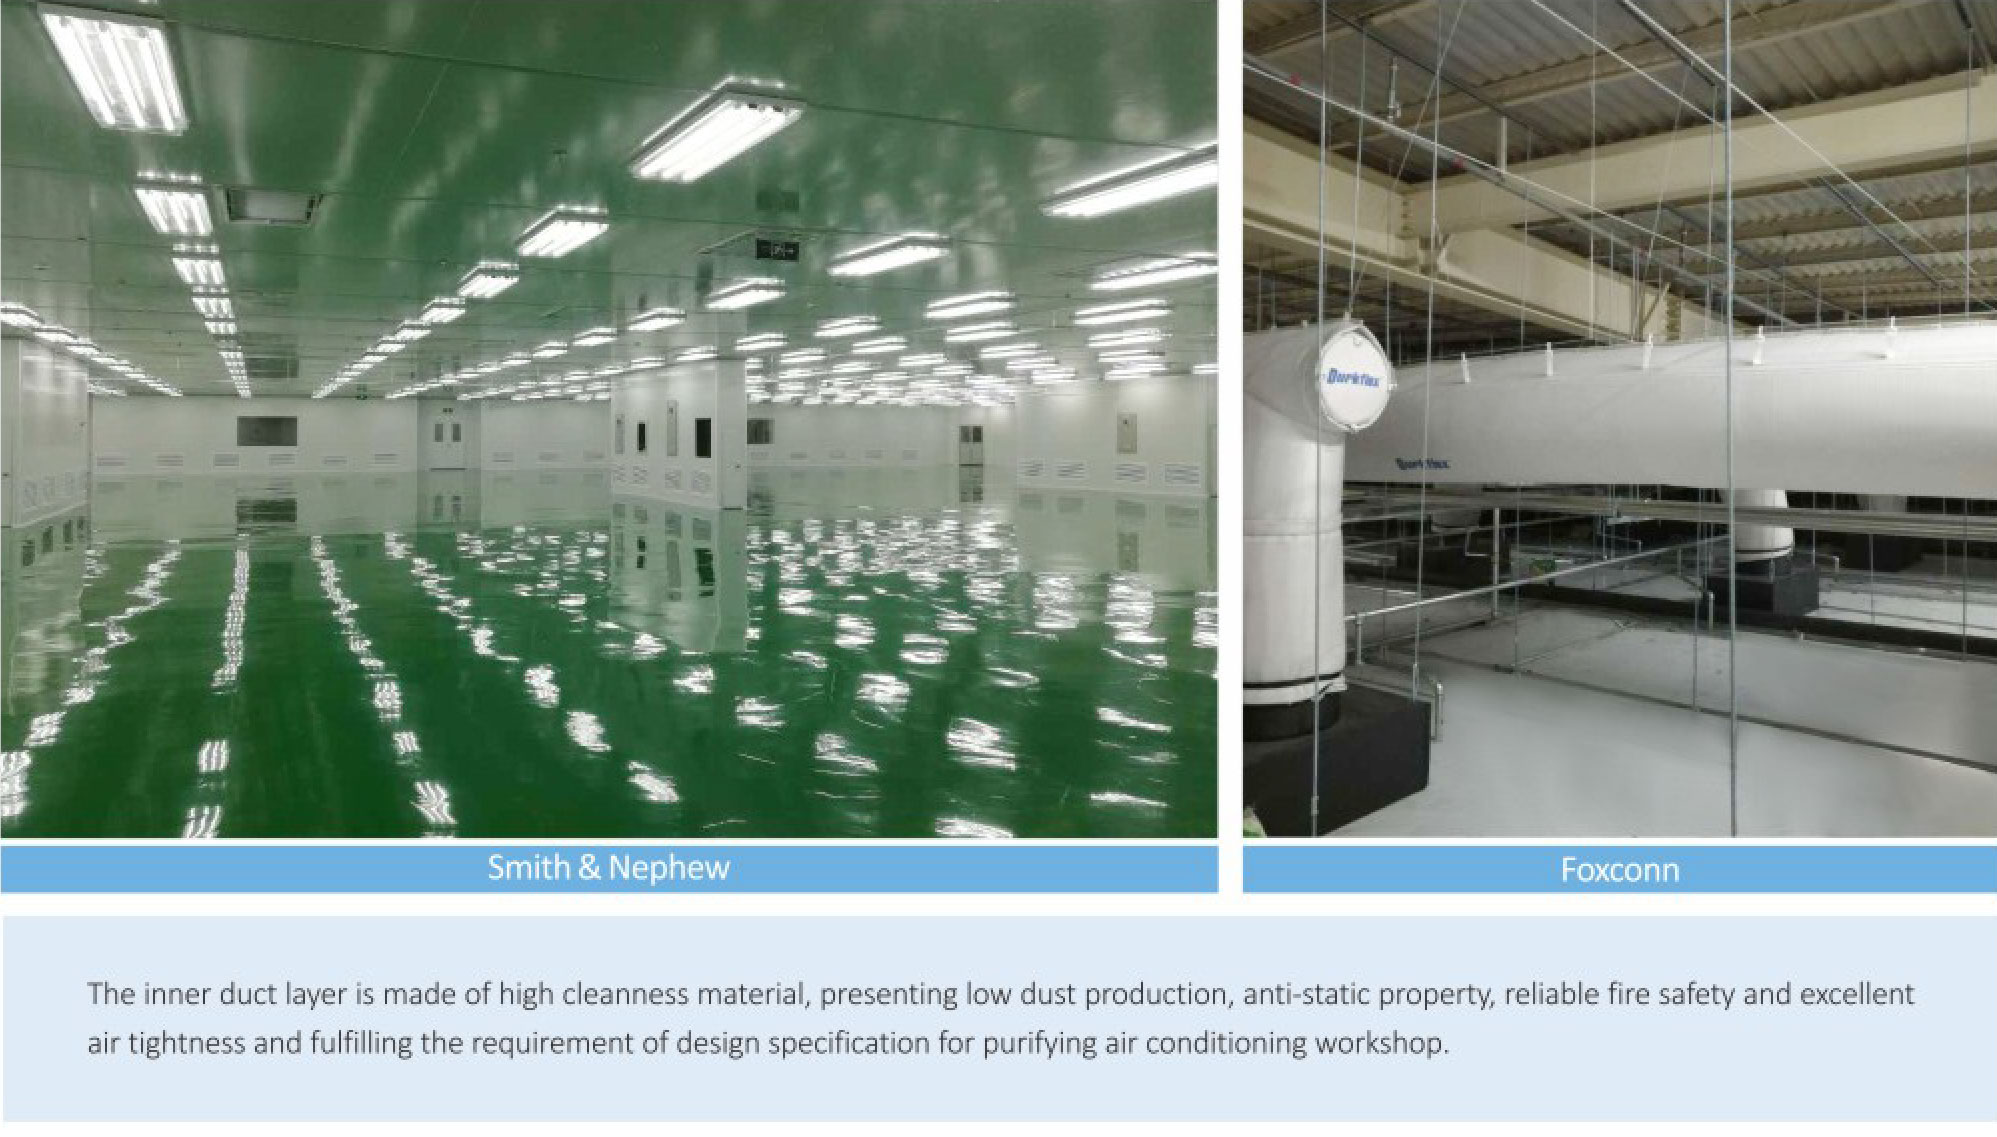 Durkflex
Durkflex
Smith & Nephew
Foxconn
The inner duct layer is made of high cleanness material, presenting low dust production, anti-static property, reliable fire safety and excellent
air tightness and fulfilling the requirement of design specification for purifying air conditioning workshop.